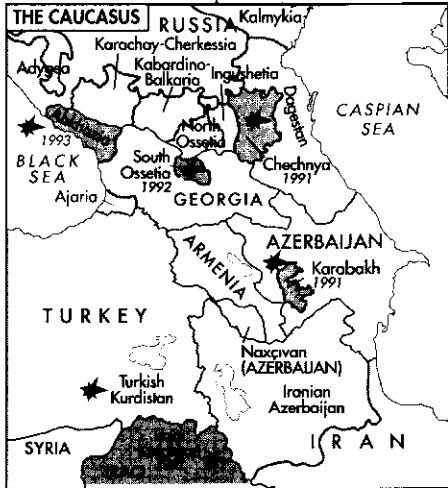 THE CAUCASUS
RUSSIA
Kalmykia
Karachay-Cherkessia
Kabardino-
Balkaria
Ingushetia
Adygea
North
Ossetia
Dagestan
Abkhazia
1993
Chechnya
1991
CASPIAN
SEA
BLACK
SEA
South
Ossetia
1992
GEORGIA
Ajaria
ARMENIA
AZERBAIJAN
Karabakh
1991
TURKEY
Naxçivan
(AZERBAIJAN)
Turkish
Kurdistan
Iranian
Azerbaijan
SYRIA
IRAN